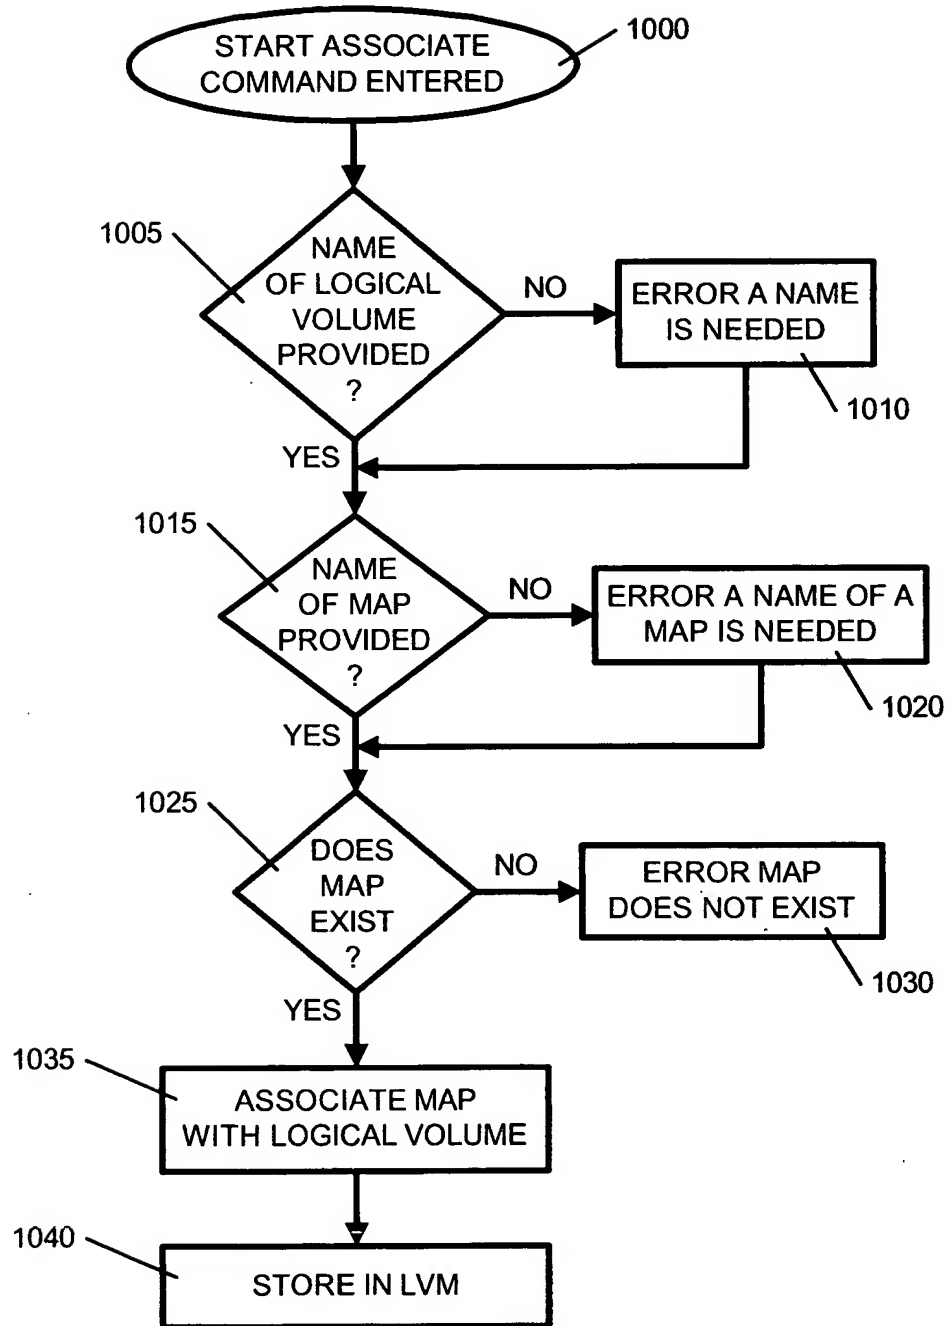 START ASSOCIATE
COMMAND ENTERED
1000
1005
NAME
OF LOGICAL
VOLUME
PROVIDED
?
NO
ERROR A NAME
IS NEEDED
1010
YES
1015
NAME
OF MAP
PROVIDED
?
NO
ERROR A NAME OF A
MAP IS NEEDED
1020
YES
1025
DOES
MAP
EXIST
?
NO
ERROR MAP
DOES NOT EXIST
1030
YES
1035
ASSOCIATE MAP
WITH LOGICAL VOLUME
1040
STORE IN LVM